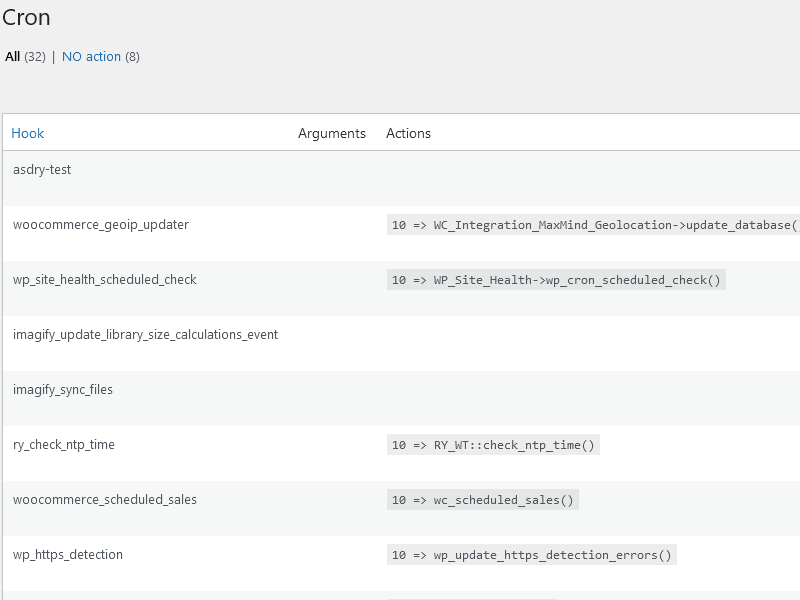 Cron
All (32) | NO action (8)
Hook Arguments Actions
asdry-test
woocommerce_geoip_updater 10 => WC_Integration_MaxMind_Geolocation->update_database()
wp_site_health_scheduled_check 10 => WP_Site_Health->wp_cron_scheduled_check()
imagify_update_library_size_calculations_event
imagify_sync_files
ry_check_ntp_time 10 => RY_WT::check_ntp_time()
woocommerce_scheduled_sales 10 => wc_scheduled_sales()
wp_https_detection 10 => wp_update_https_detection_errors()